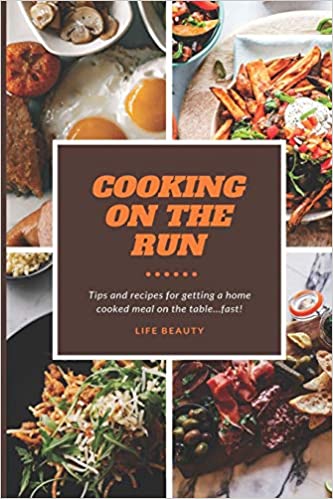 COOKING
ON THE
RUN
Tips and recipes for getting a home
cooked meal on the table...fast!
LIFE BEAUTY